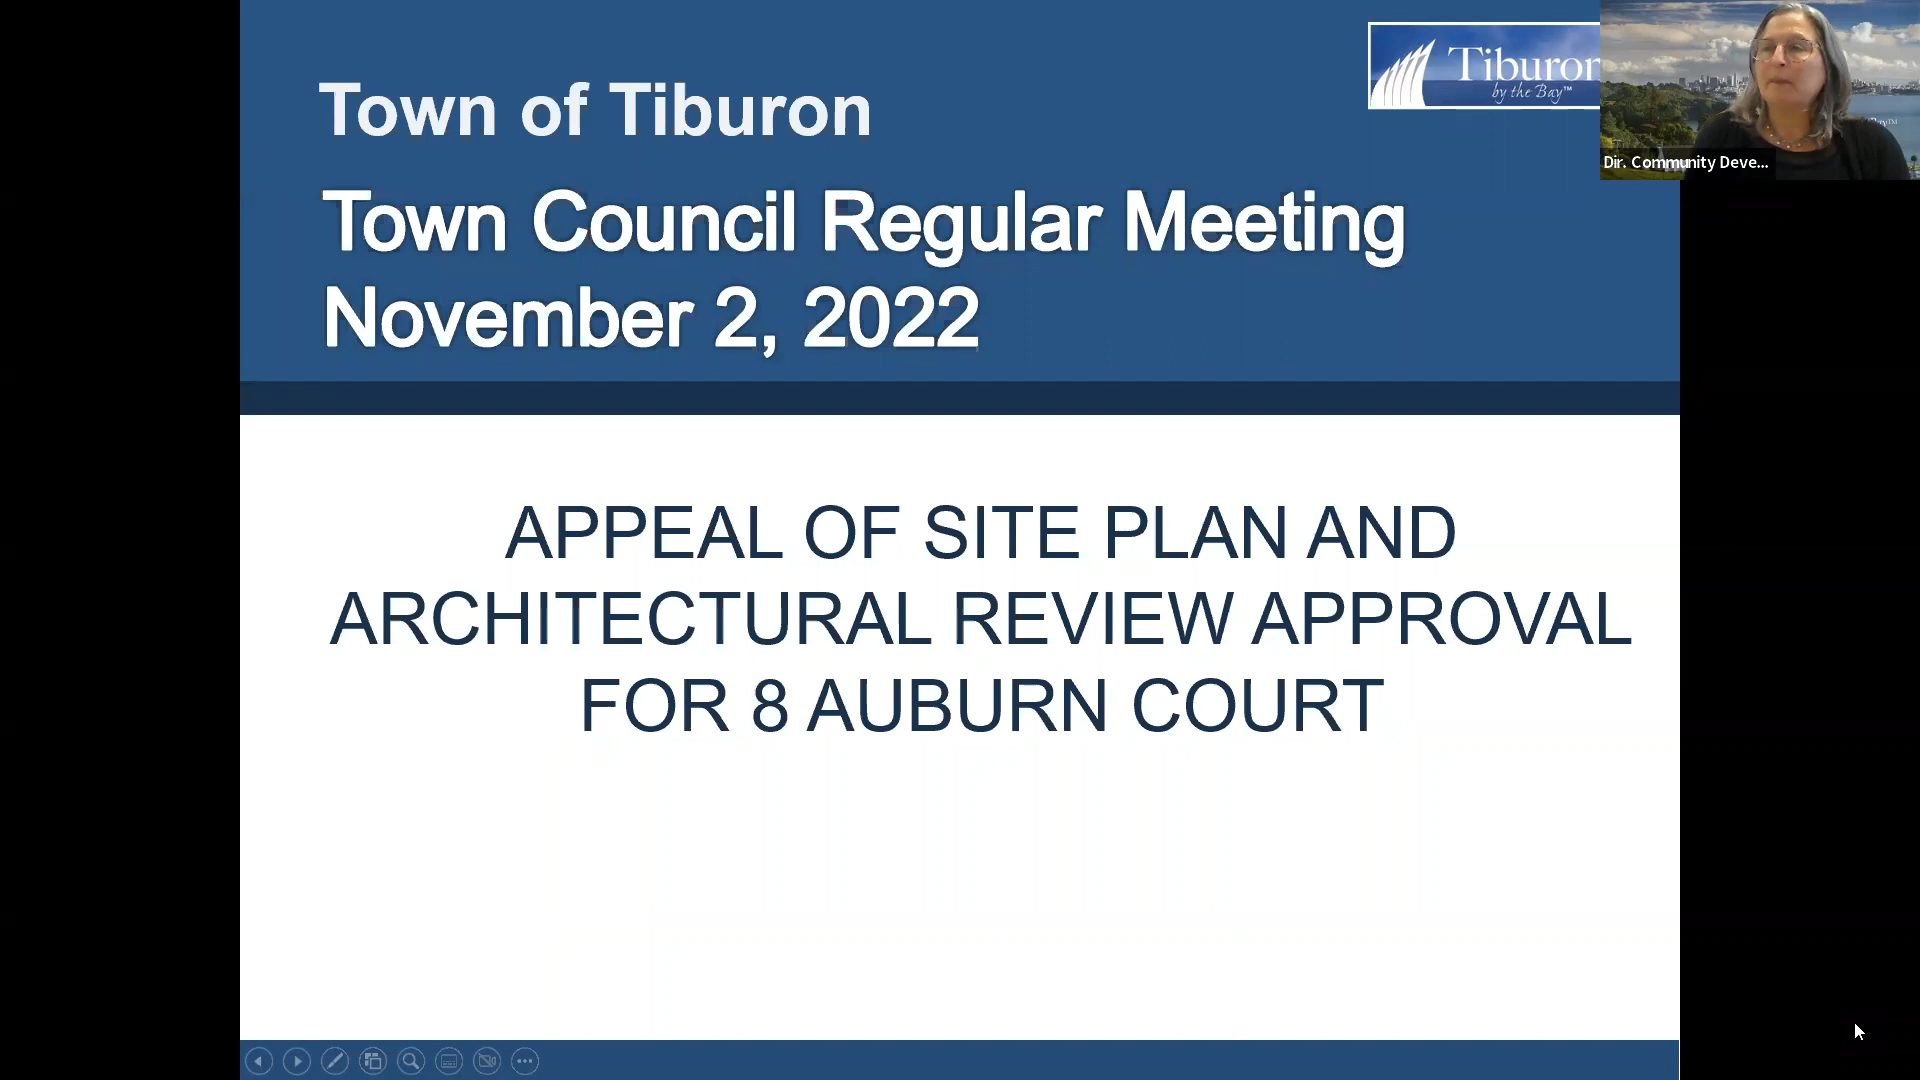 Town of Tiburon
Tiburon
by the Bay™
Town Council Regular Meeting
November 2, 2022
Dir. Community Deve...
APPEAL OF SITE PLAN AND
ARCHITECTURAL REVIEW APPROVAL
FOR 8 AUBURN COURT